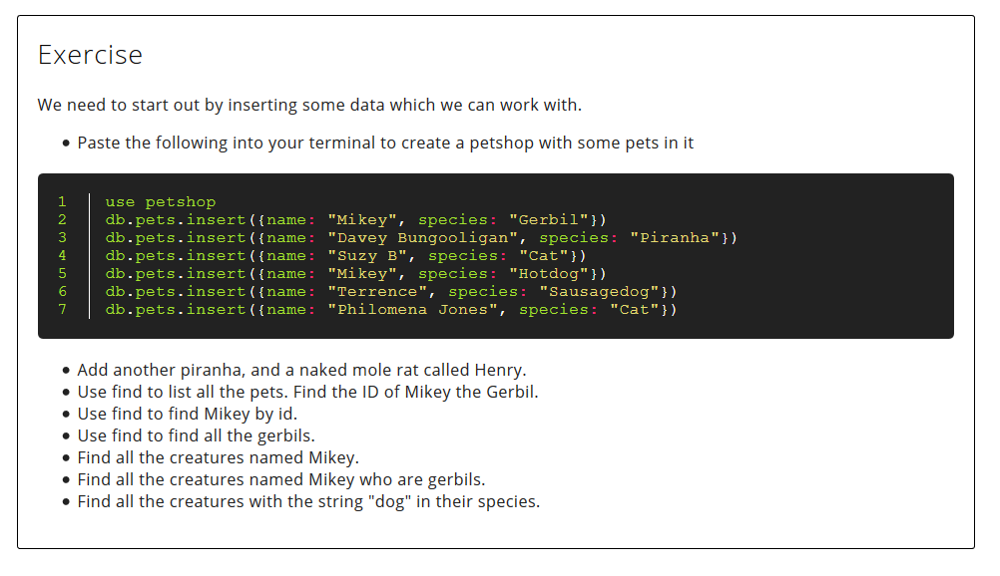 Exercise
We need to start out by inserting some data which we can work with.
● Paste the following into your terminal to create a petshop with some pets in it
1 use petshop
2 db.pets.insert({name: "Mikey", species: "Gerbil"})
3 db.pets.insert({name: "Davey Bungooligan", species: "Piranha"})
4 db.pets.insert({name: "Suzy B", species: "Cat"})
5 db.pets.insert({name: "Mikey", species: "Hotdog"})
6 db.pets.insert({name: "Terrence", species: "Sausagedog"})
7 db.pets.insert({name: "Philomena Jones", species: "Cat"})
● Add another piranha, and a naked mole rat called Henry.
● Use find to list all the pets. Find the ID of Mikey the Gerbil.
● Use find to find Mikey by id.
● Use find to find all the gerbils.
● Find all the creatures named Mikey.
● Find all the creatures named Mikey who are gerbils.
● Find all the creatures with the string "dog" in their species.